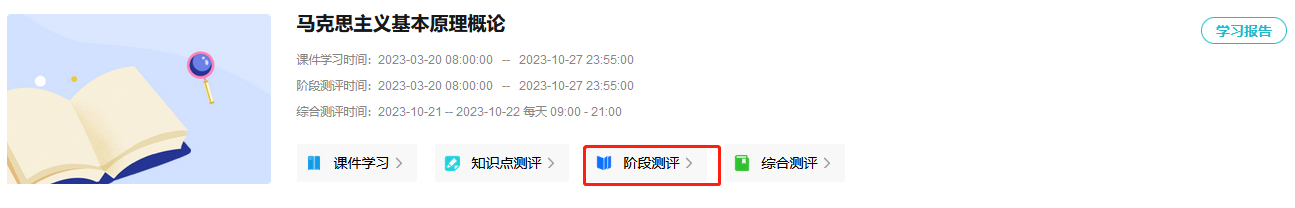 马克思主义基本原理概论
学习报告
课件学习时间：2023-03-20 08:00:00 -- 2023-10-27 23:55:00
阶段测评时间：2023-03-20 08:00:00 -- 2023-10-27 23:55:00
综合测评时间：2023-10-21 -- 2023-10-22 每天 09:00 - 21:00
课件学习 知识点测评 阶段测评 综合测评